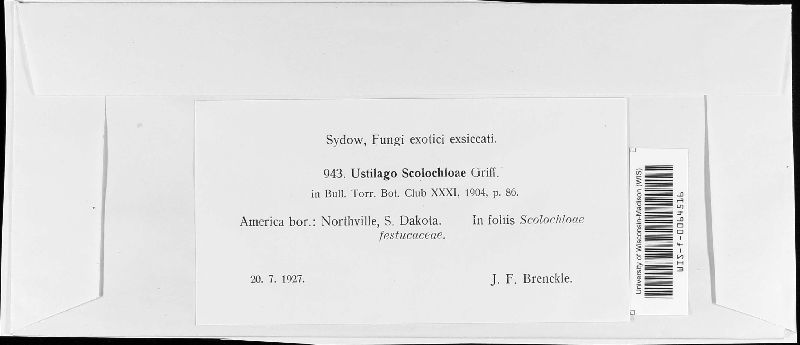 Sydow, Fungi exotici exsiccati.
943. Ustilago Scolochloae Griff.
in Bull. Torr. Bot. Club XXXI, 1904, p. 86.
America bor.: Northville, S. Dakota. In foliis Scolochloae
festucaceae.
20. 7. 1927. J. F. Brenckle.
University of Wisconsin-Madison (WIS)
WIS-f-0064516